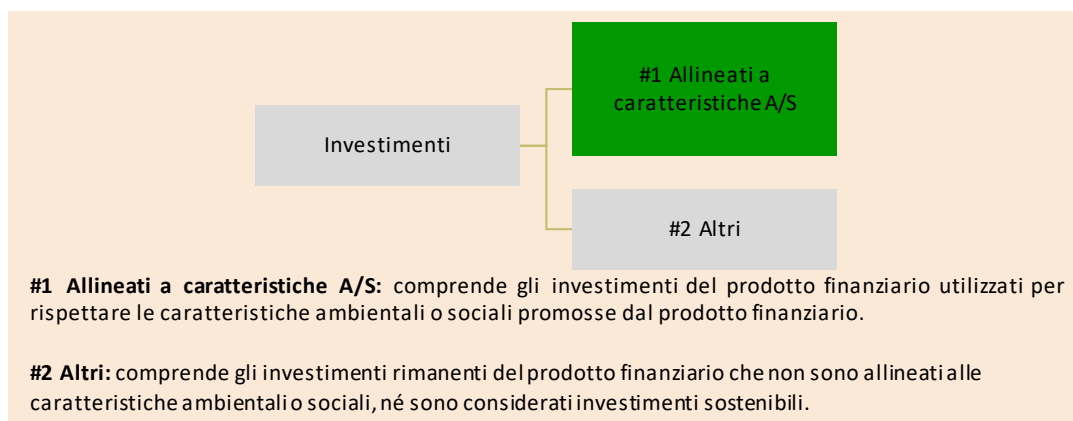 #1 Allineati a
caratteristiche A/S
Investimenti
#2 Altri
#1 Allineati a caratteristiche A/S: comprende gli investimenti del prodotto finanziario utilizzati per
rispettare le caratteristiche ambientali o sociali promosse dal prodotto finanziario.
#2 Altri: comprende gli investimenti rimanenti del prodotto finanziario che non sono allineati alle
caratteristiche ambientali o sociali, né sono considerati investimenti sostenibili.